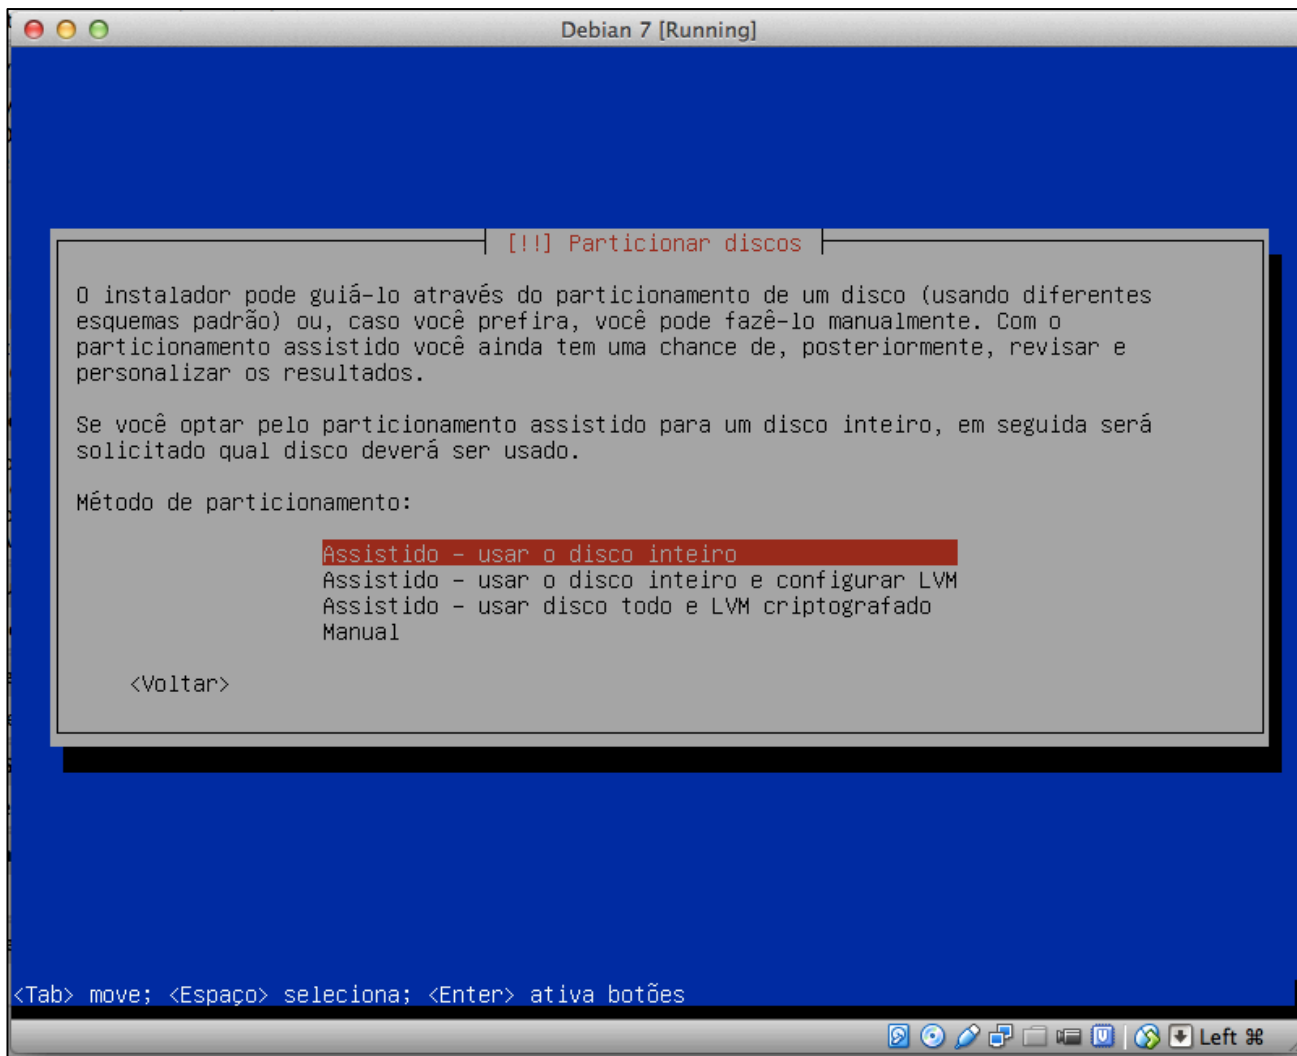 Debian 7 [Running]
[!!] Particionar discos
O instalador pode guiá-lo através do particionamento de um disco (usando diferentes
esquemas padrão) ou, caso você prefira, você pode fazê-lo manualmente. Com o
particionamento assistido você ainda tem uma chance de, posteriormente, revisar e
personalizar os resultados.
Se você optar pelo particionamento assistido para um disco inteiro, em seguida será
solicitado qual disco deverá ser usado.
Método de particionamento:
Assistido - usar o disco inteiro
Assistido - usar o disco inteiro e configurar LVM
Assistido - usar disco todo e LVM criptografado
Manual
<Voltar>
<Tab> move; <Espaço> seleciona; <Enter> ativa botões
Left ⌘